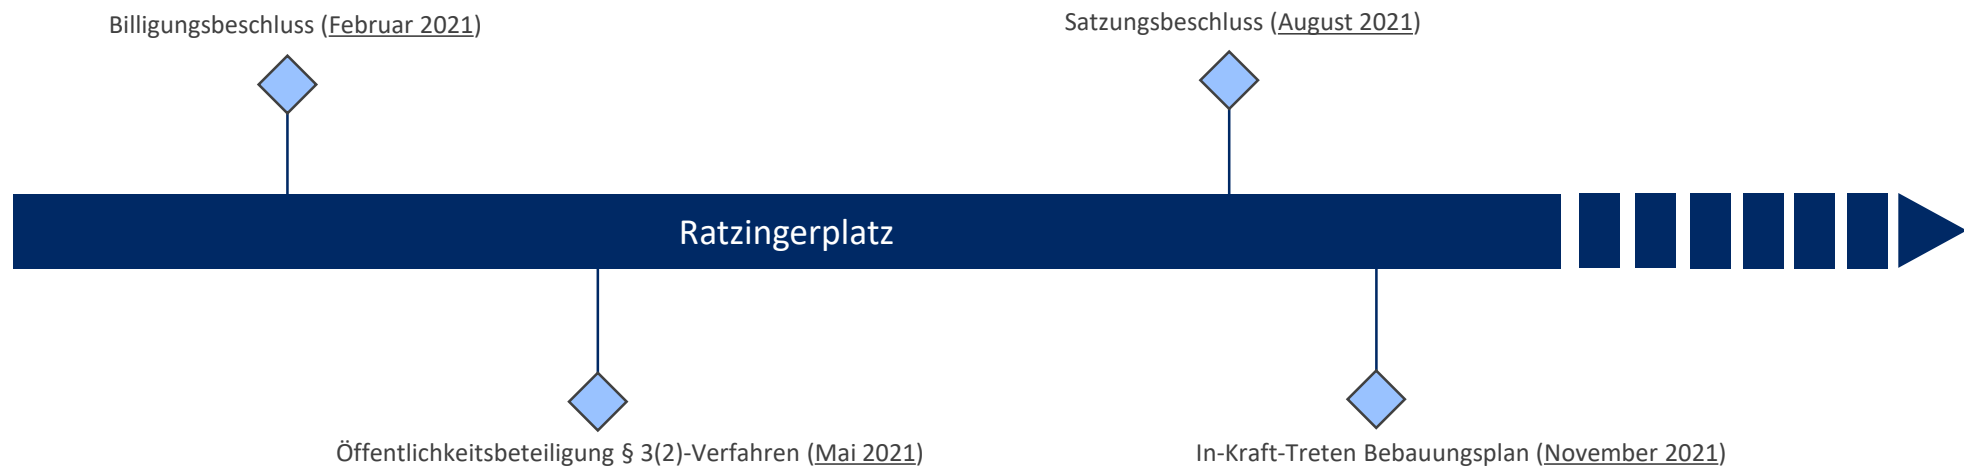 Billigungsbeschluss (Februar 2021)
Satzungsbeschluss (August 2021)
Ratzingerplatz
Öffentlichkeitsbeteiligung § 3(2)-Verfahren (Mai 2021)
In-Kraft-Treten Bebauungsplan (November 2021)